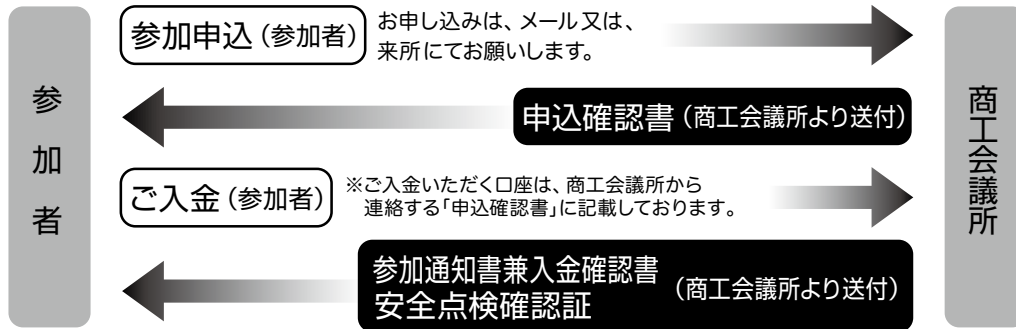 参加者
参加申込（参加者）
お申し込みは、メール又は、
来所にてお願いします。
申込確認書（商工会議所より送付）
ご入金（参加者）
※ご入金いただく口座は、商工会議所から
連絡する「申込確認書」に記載しております。
参加通知書兼入金確認書
安全点検確認証
（商工会議所より送付）
商工会議所